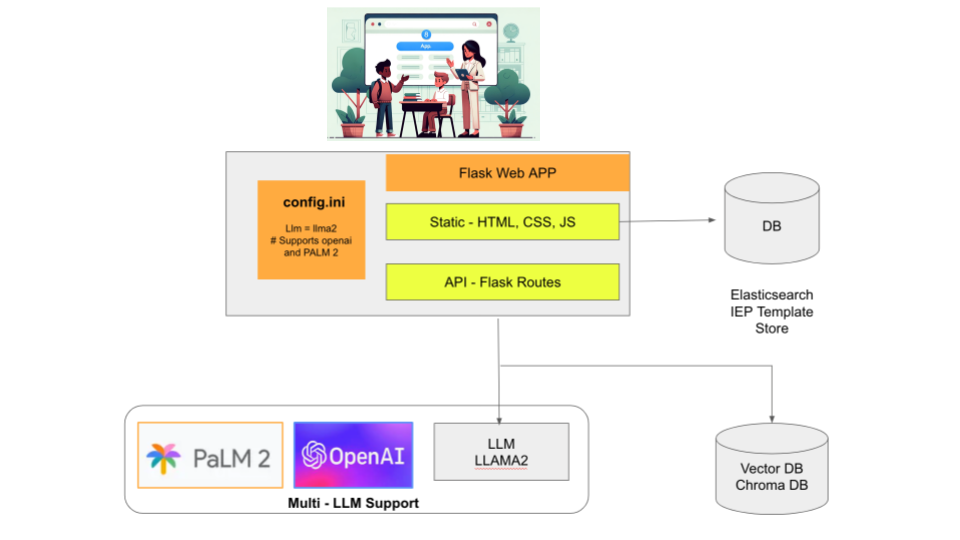 8
App
Flask Web APP
config.ini
Llm = llma2
# Supports openai
and PALM 2
Static - HTML, CSS, JS
API - Flask Routes
DB
Elasticsearch
IEP Template
Store
PaLM 2
OpenAI
LLM
LLAMA2
Multi - LLM Support
Vector DB
Chroma DB